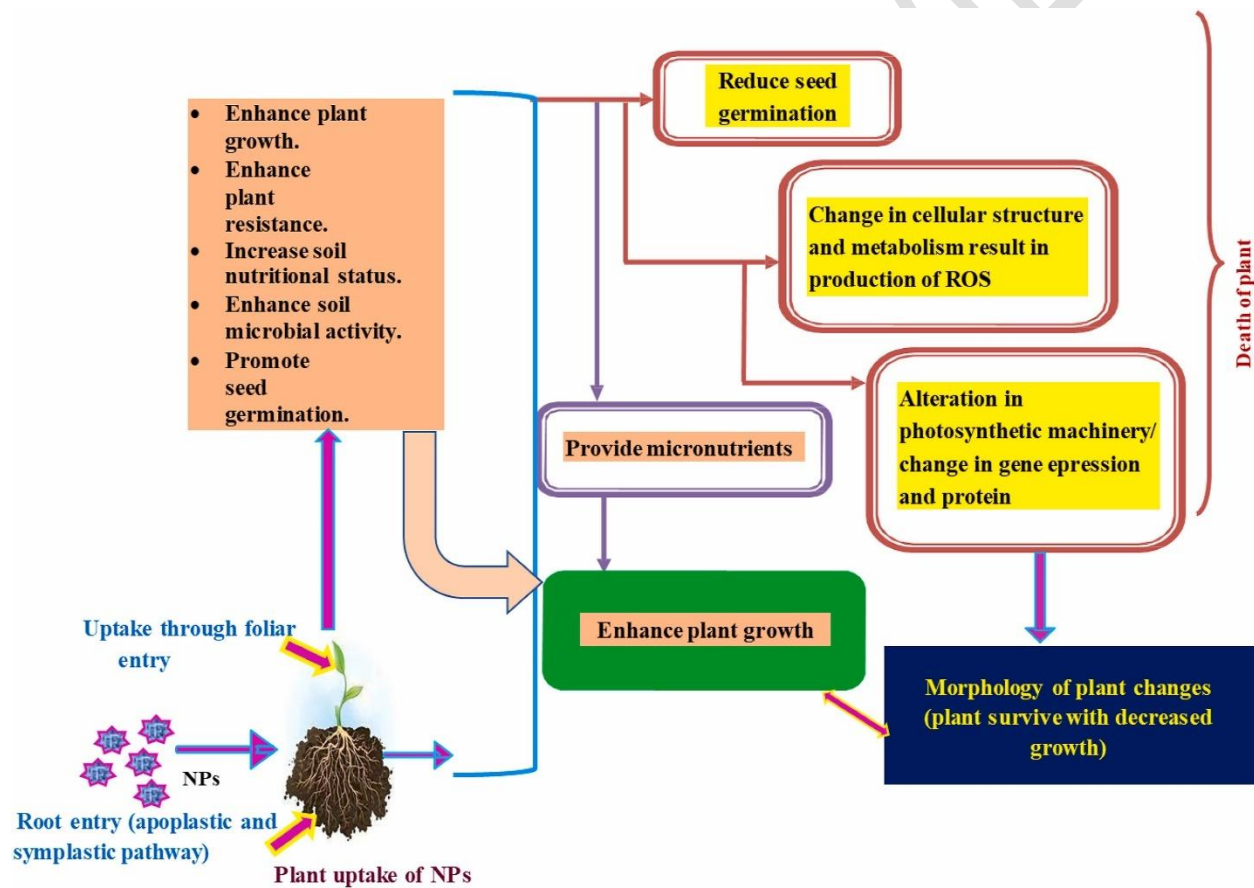 • Enhance plant
growth.
• Enhance
plant
resistance.
• Increase soil
nutritional status.
• Enhance soil
microbial activity.
• Promote
seed
germination.
Reduce seed
germination
Change in cellular structure
and metabolism result in
production of ROS
Alteration in
photosynthetic machinery/
change in gene epression
and protein
Death of plant
Provide micronutrients
Enhance plant growth
Morphology of plant changes
(plant survive with decreased
growth)
Uptake through foliar
entry
NPs
Root entry (apoplastic and
symplastic pathway)
Plant uptake of NPs